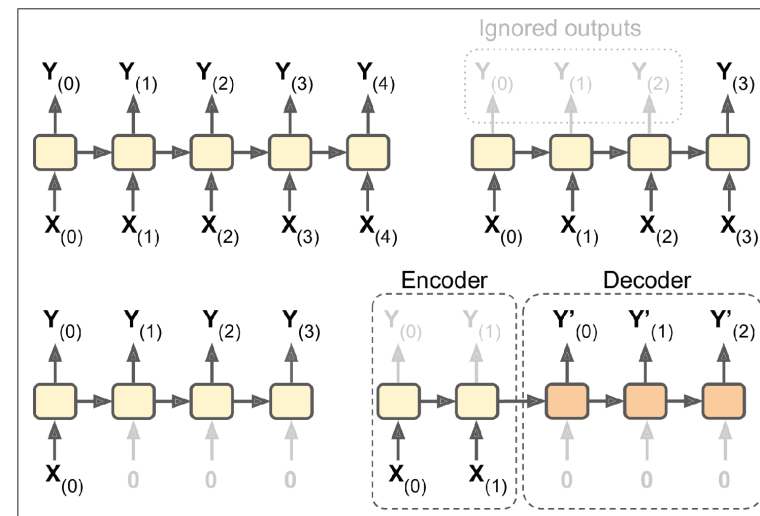 Ignored outputs
Y(0) Y(1) Y(2) Y(3) Y(4)
Y(0) Y(1) Y(2) Y(3)
X(0) X(1) X(2) X(3) X(4)
X(0) X(1) X(2) X(3)
Encoder
Decoder
Y(0) Y(1) Y(2) Y(3)
Y(0) Y(1) Y'(0) Y'(1) Y'(2)
X(0) 0 0 0
X(0) X(1) 0 0 0